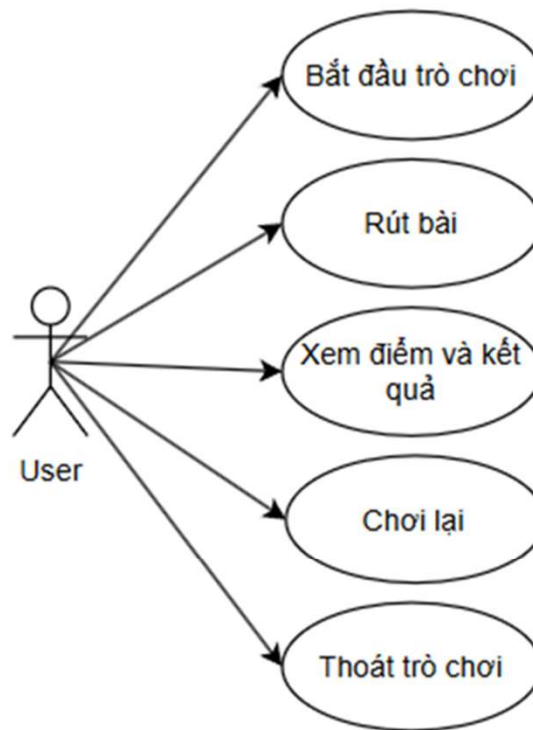 Bắt đầu trò chơi
Rút bài
Xem điểm và kết
quả
User
Chơi lại
Thoát trò chơi